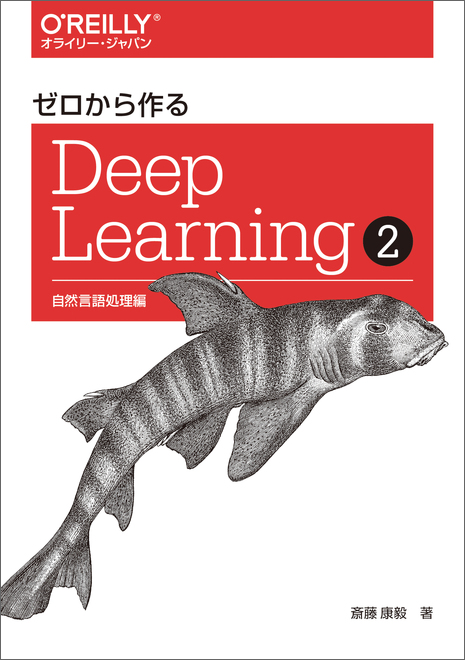 O'REILLY®
オライリー・ジャパン
ゼロから作る
Deep
Learning 2
自然言語処理編
斎藤 康毅 著